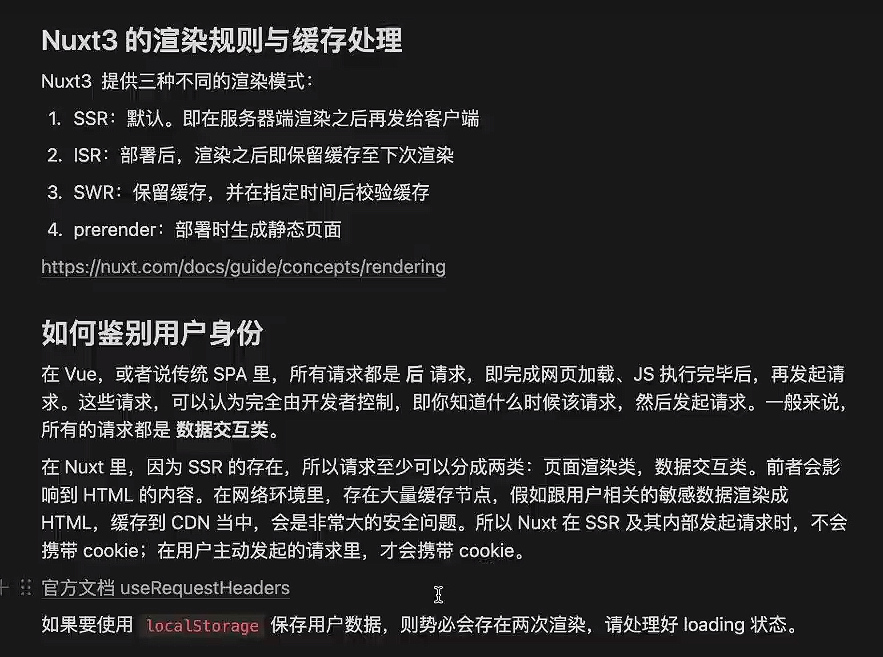 Nuxt3 的渲染规则与缓存处理
Nuxt3 提供三种不同的渲染模式：
1. SSR：默认。即在服务器端渲染之后再发给客户端
2. ISR：部署后，渲染之后即保留缓存至下次渲染
3. SWR：保留缓存，并在指定时间后校验缓存
4. prerender：部署时生成静态页面
https://nuxt.com/docs/guide/concepts/rendering
如何鉴别用户身份
在 Vue，或者说传统 SPA 里，所有请求都是 后 请求，即完成网页加载、JS 执行完毕后，再发起请
求。这些请求，可以认为完全由开发者控制，即你知道什么时候该请求，然后发起请求。一般来说，
所有的请求都是 数据交互类。
在 Nuxt 里，因为 SSR 的存在，所以请求至少可以分成两类：页面渲染类，数据交互类。前者会影
响到 HTML 的内容。在网络环境里，存在大量缓存节点，假如跟用户相关的敏感数据渲染成
HTML，缓存到 CDN 当中，会是非常大的安全问题。所以 Nuxt 在 SSR 及其内部发起请求时，不会
携带 cookie；在用户主动发起的请求里，才会携带 cookie。
官方文档 useRequestHeaders
如果要使用 localStorage 保存用户数据，则势必会存在两次渲染，请处理好 loading 状态。